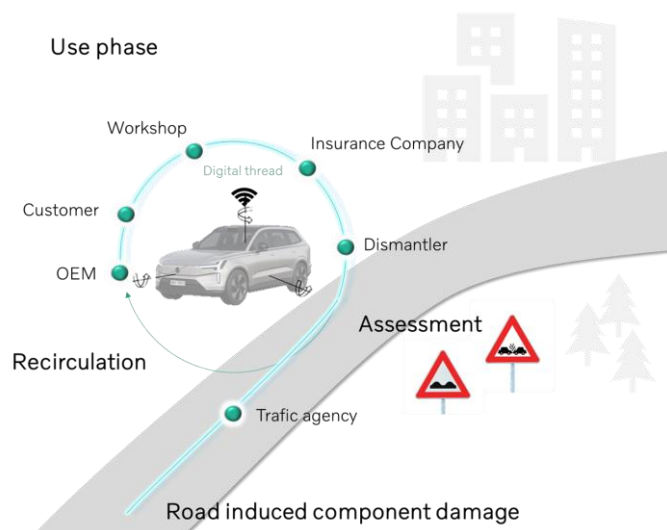 Use phase
Workshop
Insurance Company
Digital thread
Customer
Dismantler
OEM
Assessment
Recirculation
Trafic agency
Road induced component damage